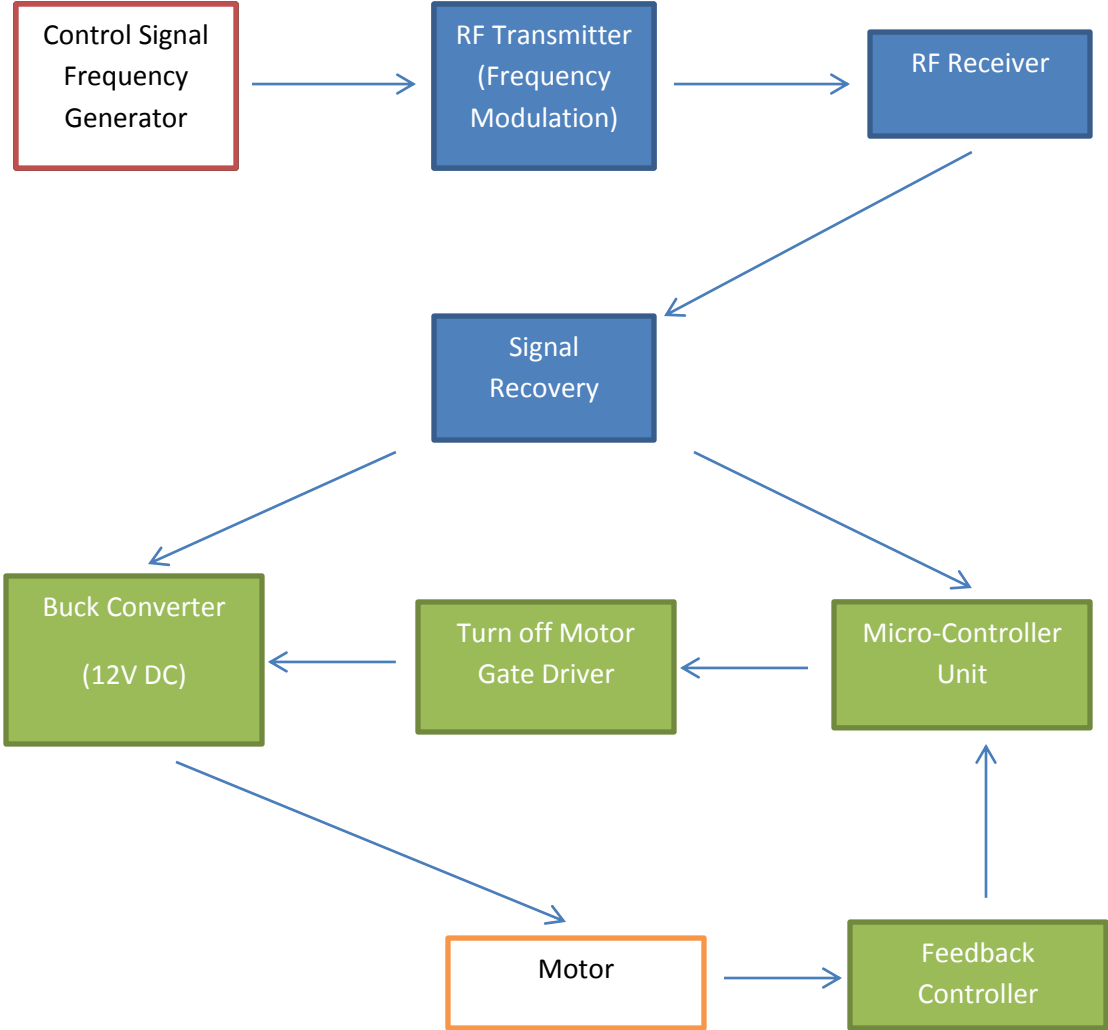 Control Signal
Frequency
Generator
RF Transmitter
(Frequency
Modulation)
RF Receiver
Signal
Recovery
Buck Converter
(12V DC)
Turn off Motor
Gate Driver
Micro-Controller
Unit
Motor
Feedback
Controller